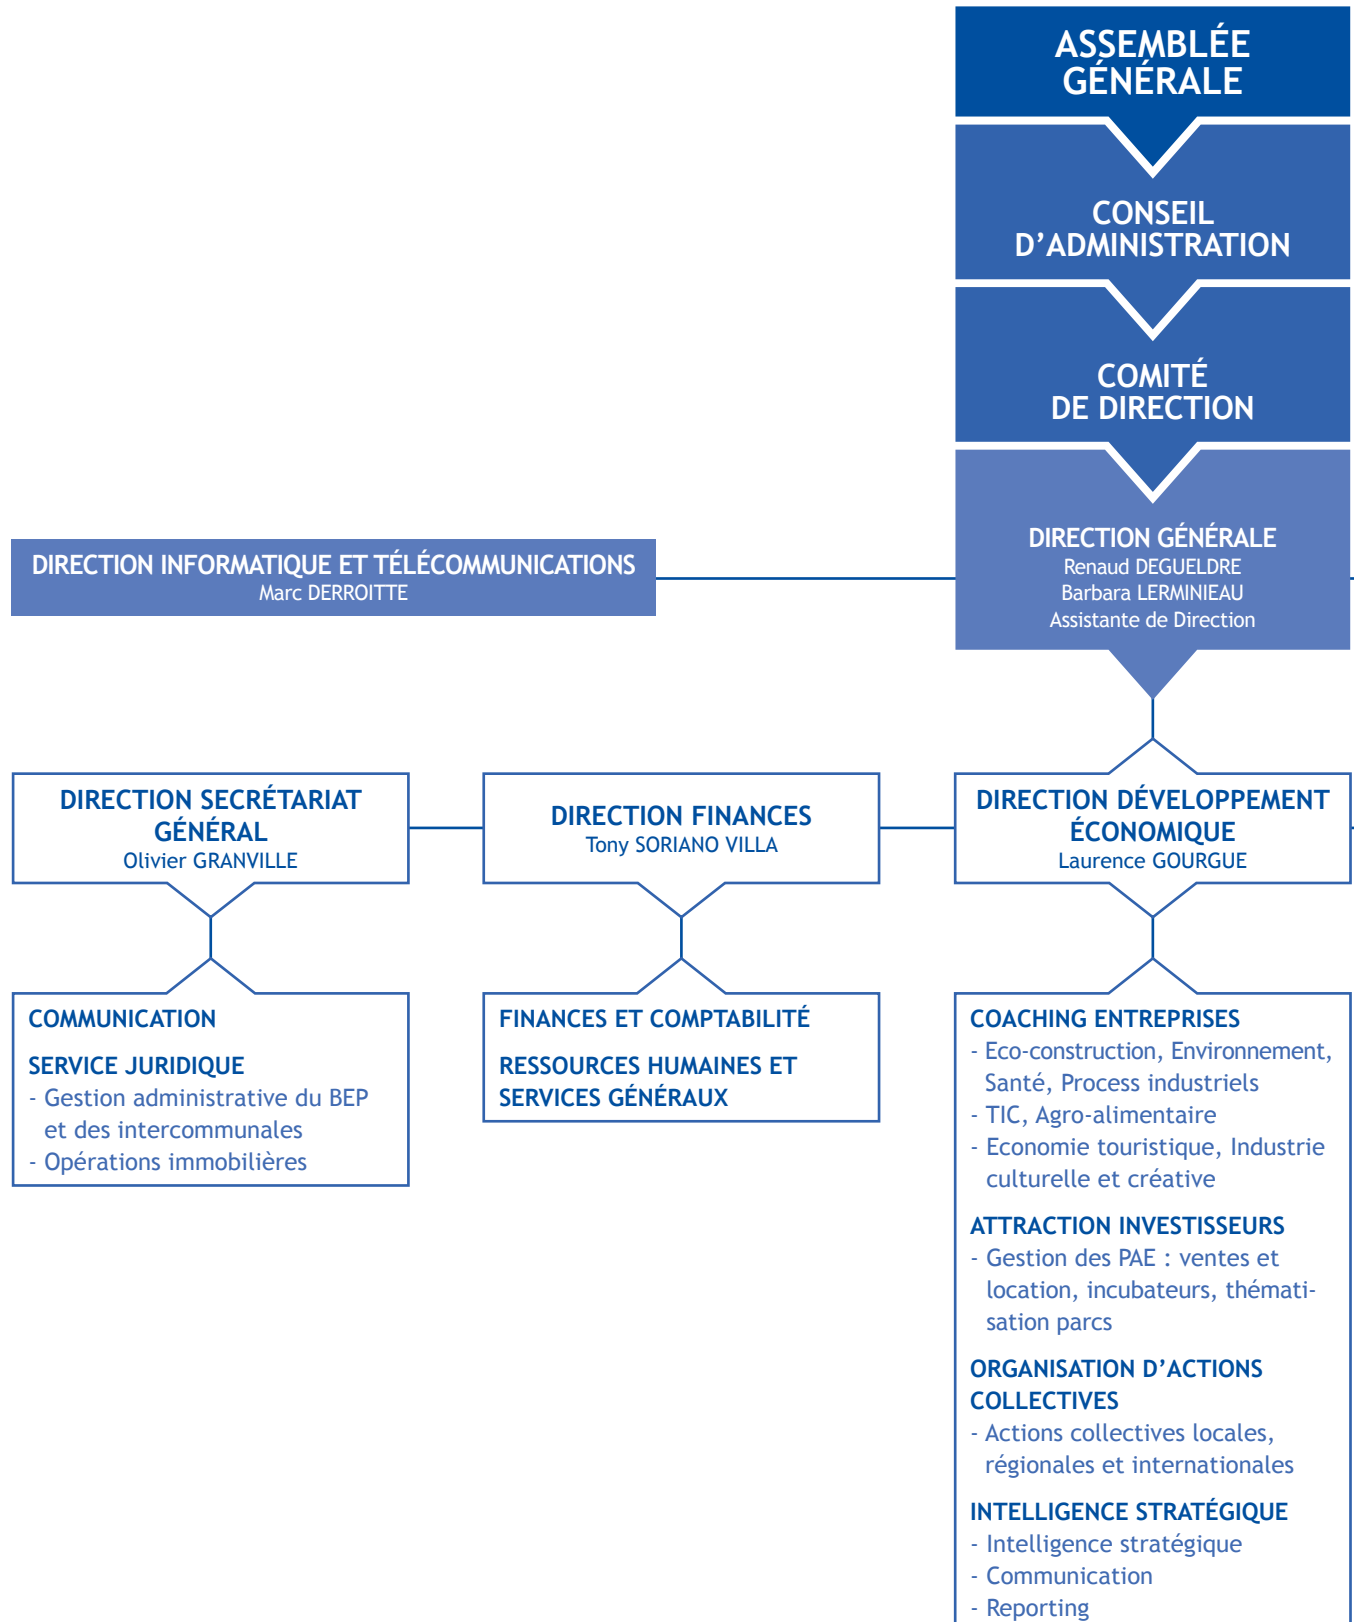 ASSEMBLÉE
GÉNÉRALE
CONSEIL
D’ADMINISTRATION
COMITÉ
DE DIRECTION
DIRECTION GÉNÉRALE
Renaud DEGUELDRE
Barbara LERMINIEAU
Assistante de Direction
DIRECTION INFORMATIQUE ET TÉLÉCOMMUNICATIONS
Marc DERROITTE
DIRECTION SECRÉTARIAT
GÉNÉRAL
Olivier GRANVILLE
DIRECTION FINANCES
Tony SORIANO VILLA
DIRECTION DÉVELOPPEMENT
ÉCONOMIQUE
Laurence GOURGUE
COMMUNICATION
SERVICE JURIDIQUE
- Gestion administrative du BEP
et des intercommunales
- Opérations immobilières
FINANCES ET COMPTABILITÉ
RESSOURCES HUMAINES ET
SERVICES GÉNÉRAUX
COACHING ENTREPRISES
- Eco-construction, Environnement,
Santé, Process industriels
- TIC, Agro-alimentaire
- Economie touristique, Industrie
culturelle et créative
ATTRACTION INVESTISSEURS
- Gestion des PAE : ventes et
location, incubateurs, thémati-
sation parcs
ORGANISATION D’ACTIONS
COLLECTIVES
- Actions collectives locales,
régionales et internationales
INTELLIGENCE STRATÉGIQUE
- Intelligence stratégique
- Communication
- Reporting